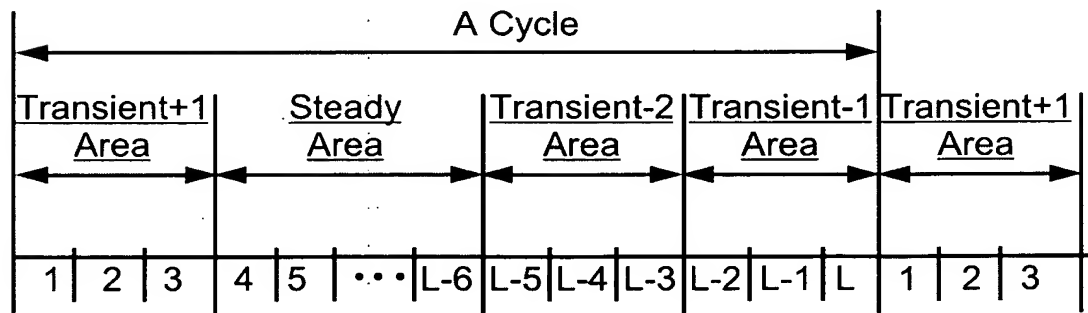 A Cycle
Transient+1 Steady Transient-2 Transient-1 Transient+1
Area Area Area Area Area
1 2 3 4 5 ••• L-6 L-5 L-4 L-3 L-2 L-1 L 1 2 3